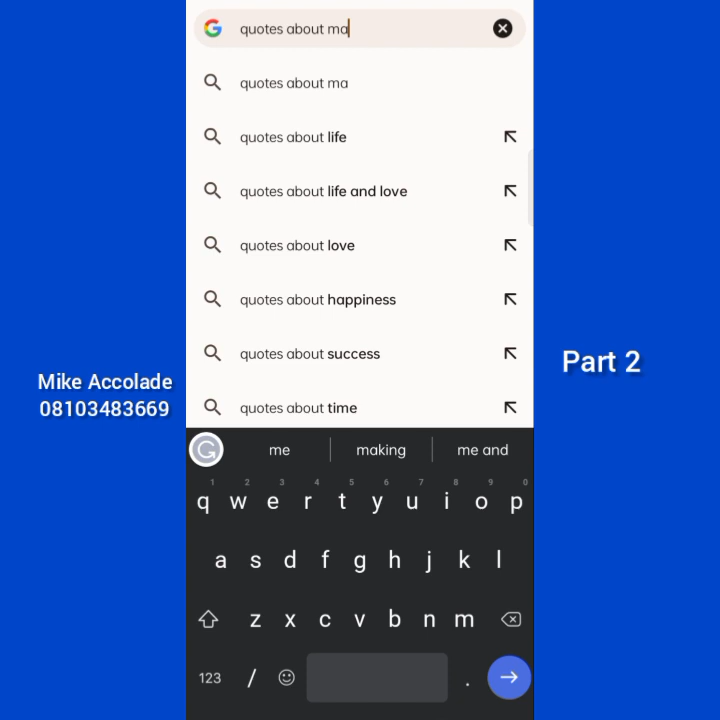 quotes about ma
quotes about ma
quotes about life
quotes about life and love
quotes about love
quotes about happiness
quotes about success
quotes about time
Mike Accolade
08103483669
Part 2
me making me and
1 2 3 4 5 6 7 8 9 0
q w e r t y u i o p
a s d f g h j k l
z x c v b n m
123 / .